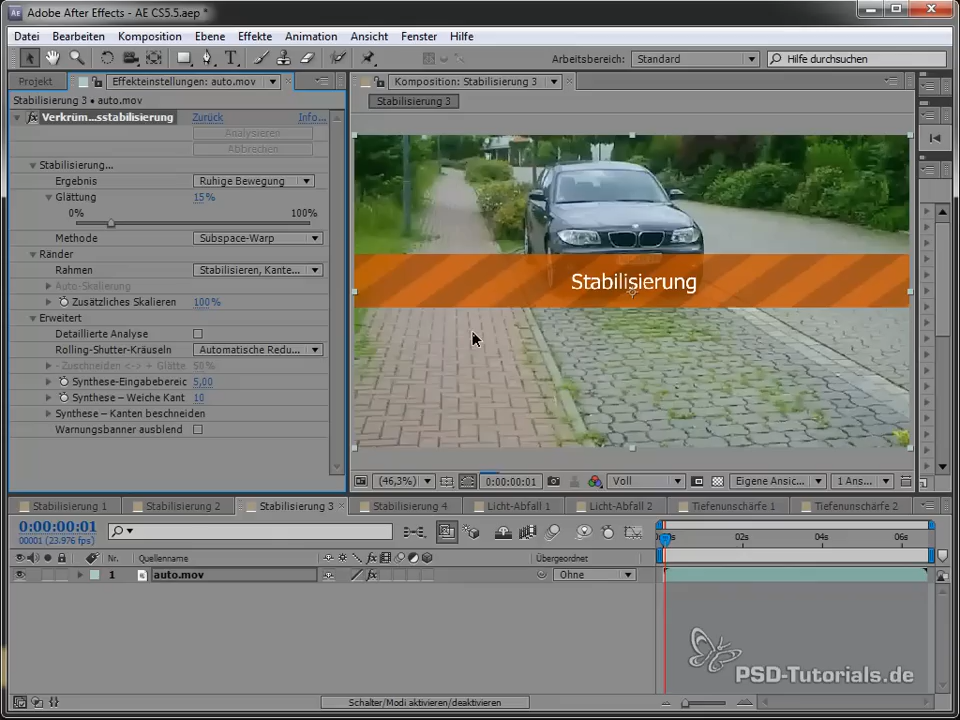 Adobe After Effects - AE CS5.5.aep *
Datei Bearbeiten Komposition Ebene Effekte Animation Ansicht Fenster Hilfe
Arbeitsbereich: Standard Hilfe durchsuchen
Projekt Effekteinstellungen: auto.mov Komposition: Stabilisierung 3
Stabilisierung 3 • auto.mov Stabilisierung 3
fx Verkrüm...sstabilisierung Zurück Info...
Analysieren
Abbrechen
Stabilisierung...
Ergebnis Ruhige Bewegung
Glättung 15%
0% 100%
Methode Subspace-Warp
Ränder
Rahmen Stabilisieren, Kante...
Stabilisierung
Auto-Skalierung
Zusätzliches Skalieren 100%
Erweitert
Detaillierte Analyse
Rolling-Shutter-Kräuseln Automatische Redu...
- Zuschneiden <-> Glätte 50%
Synthese-Eingabebereic 5,00
Synthese – Weiche Kant 10
Synthese – Kanten beschneiden
Warnungsbanner ausblend
(46,3%) 0:00:00:01 Voll Eigene Ansic... 1 Ans...
Stabilisierung 1 Stabilisierung 2 Stabilisierung 3 Stabilisierung 4 Licht-Abfall 1 Licht-Abfall 2 Tiefenunschärfe 1 Tiefenunschärfe 2
0:00:00:01
00001 (23.976 fps)
02s 04s 06s
Nr. Quellenname fx Übergeordnet
1 auto.mov fx Ohne
PSD-Tutorials.de
Schalter/Modi aktivieren/deaktivieren